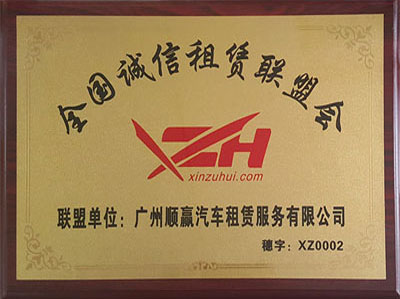 全国诚信租赁联盟会
XZH
xinzuhui.com
联盟单位：广州顺赢汽车租赁服务有限公司
穗字：XZ0002